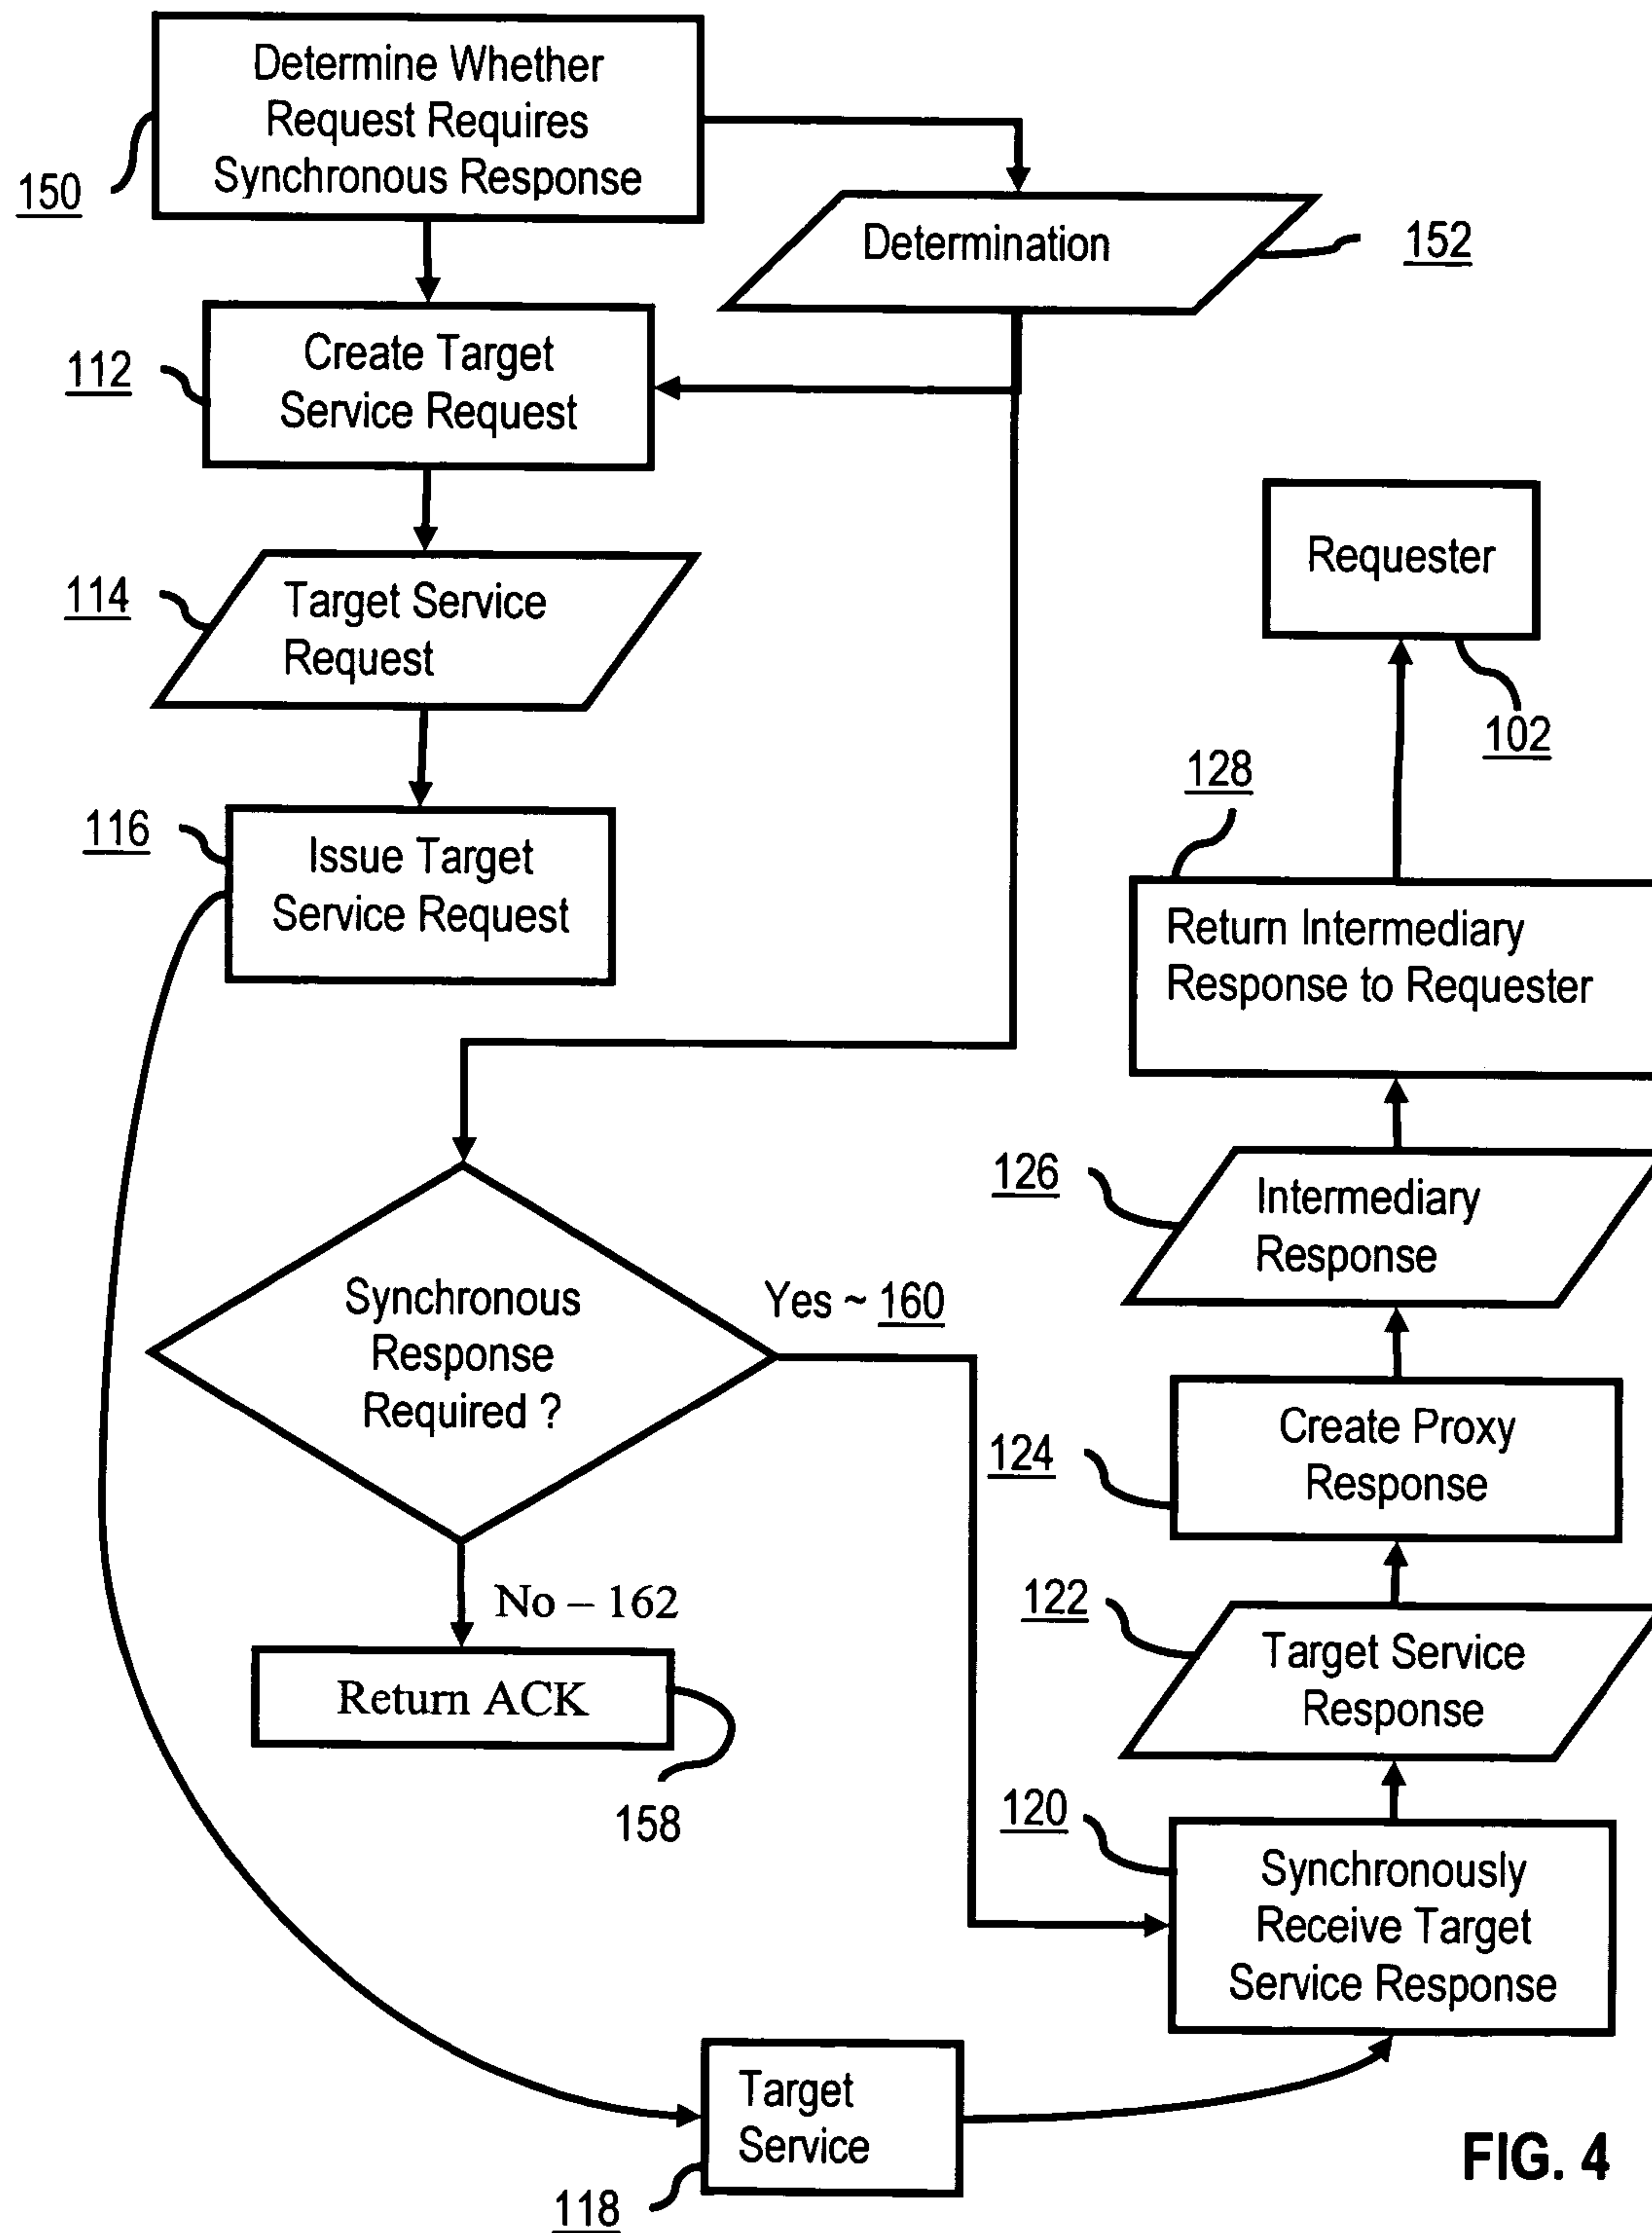 Determine Whether
Request Requires
Synchronous Response
150
Determination
152
Create Target
Service Request
112
Requester
102
Target Service
Request
114
Issue Target
Service Request
116
128
Return Intermediary
Response to Requester
126
Intermediary
Response
Synchronous
Response
Required ?
Yes ~ 160
Create Proxy
Response
124
No – 162
Return ACK
158
122
Target Service
Response
120
Synchronously
Receive Target
Service Response
Target
Service
118
FIG. 4